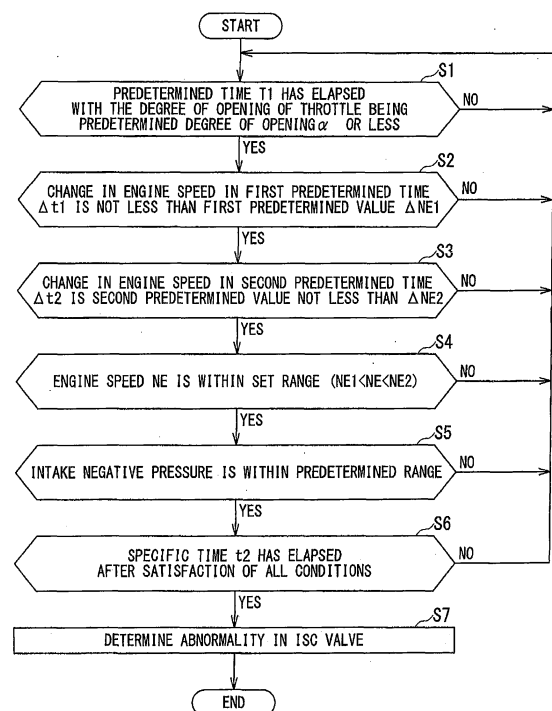 START
S1
PREDETERMINED TIME T1 HAS ELAPSED
WITH THE DEGREE OF OPENING OF THROTTLE BEING
PREDETERMINED DEGREE OF OPENING α OR LESS
NO
YES
S2
CHANGE IN ENGINE SPEED IN FIRST PREDETERMINED TIME
Δt1 IS NOT LESS THAN FIRST PREDETERMINED VALUE ΔNE1
NO
YES
S3
CHANGE IN ENGINE SPEED IN SECOND PREDETERMINED TIME
Δt2 IS SECOND PREDETERMINED VALUE NOT LESS THAN ΔNE2
NO
YES
S4
ENGINE SPEED NE IS WITHIN SET RANGE (NE1<NE<NE2)
NO
YES
S5
INTAKE NEGATIVE PRESSURE IS WITHIN PREDETERMINED RANGE
NO
YES
S6
SPECIFIC TIME t2 HAS ELAPSED
AFTER SATISFACTION OF ALL CONDITIONS
NO
YES
S7
DETERMINE ABNORMALITY IN ISC VALVE
END